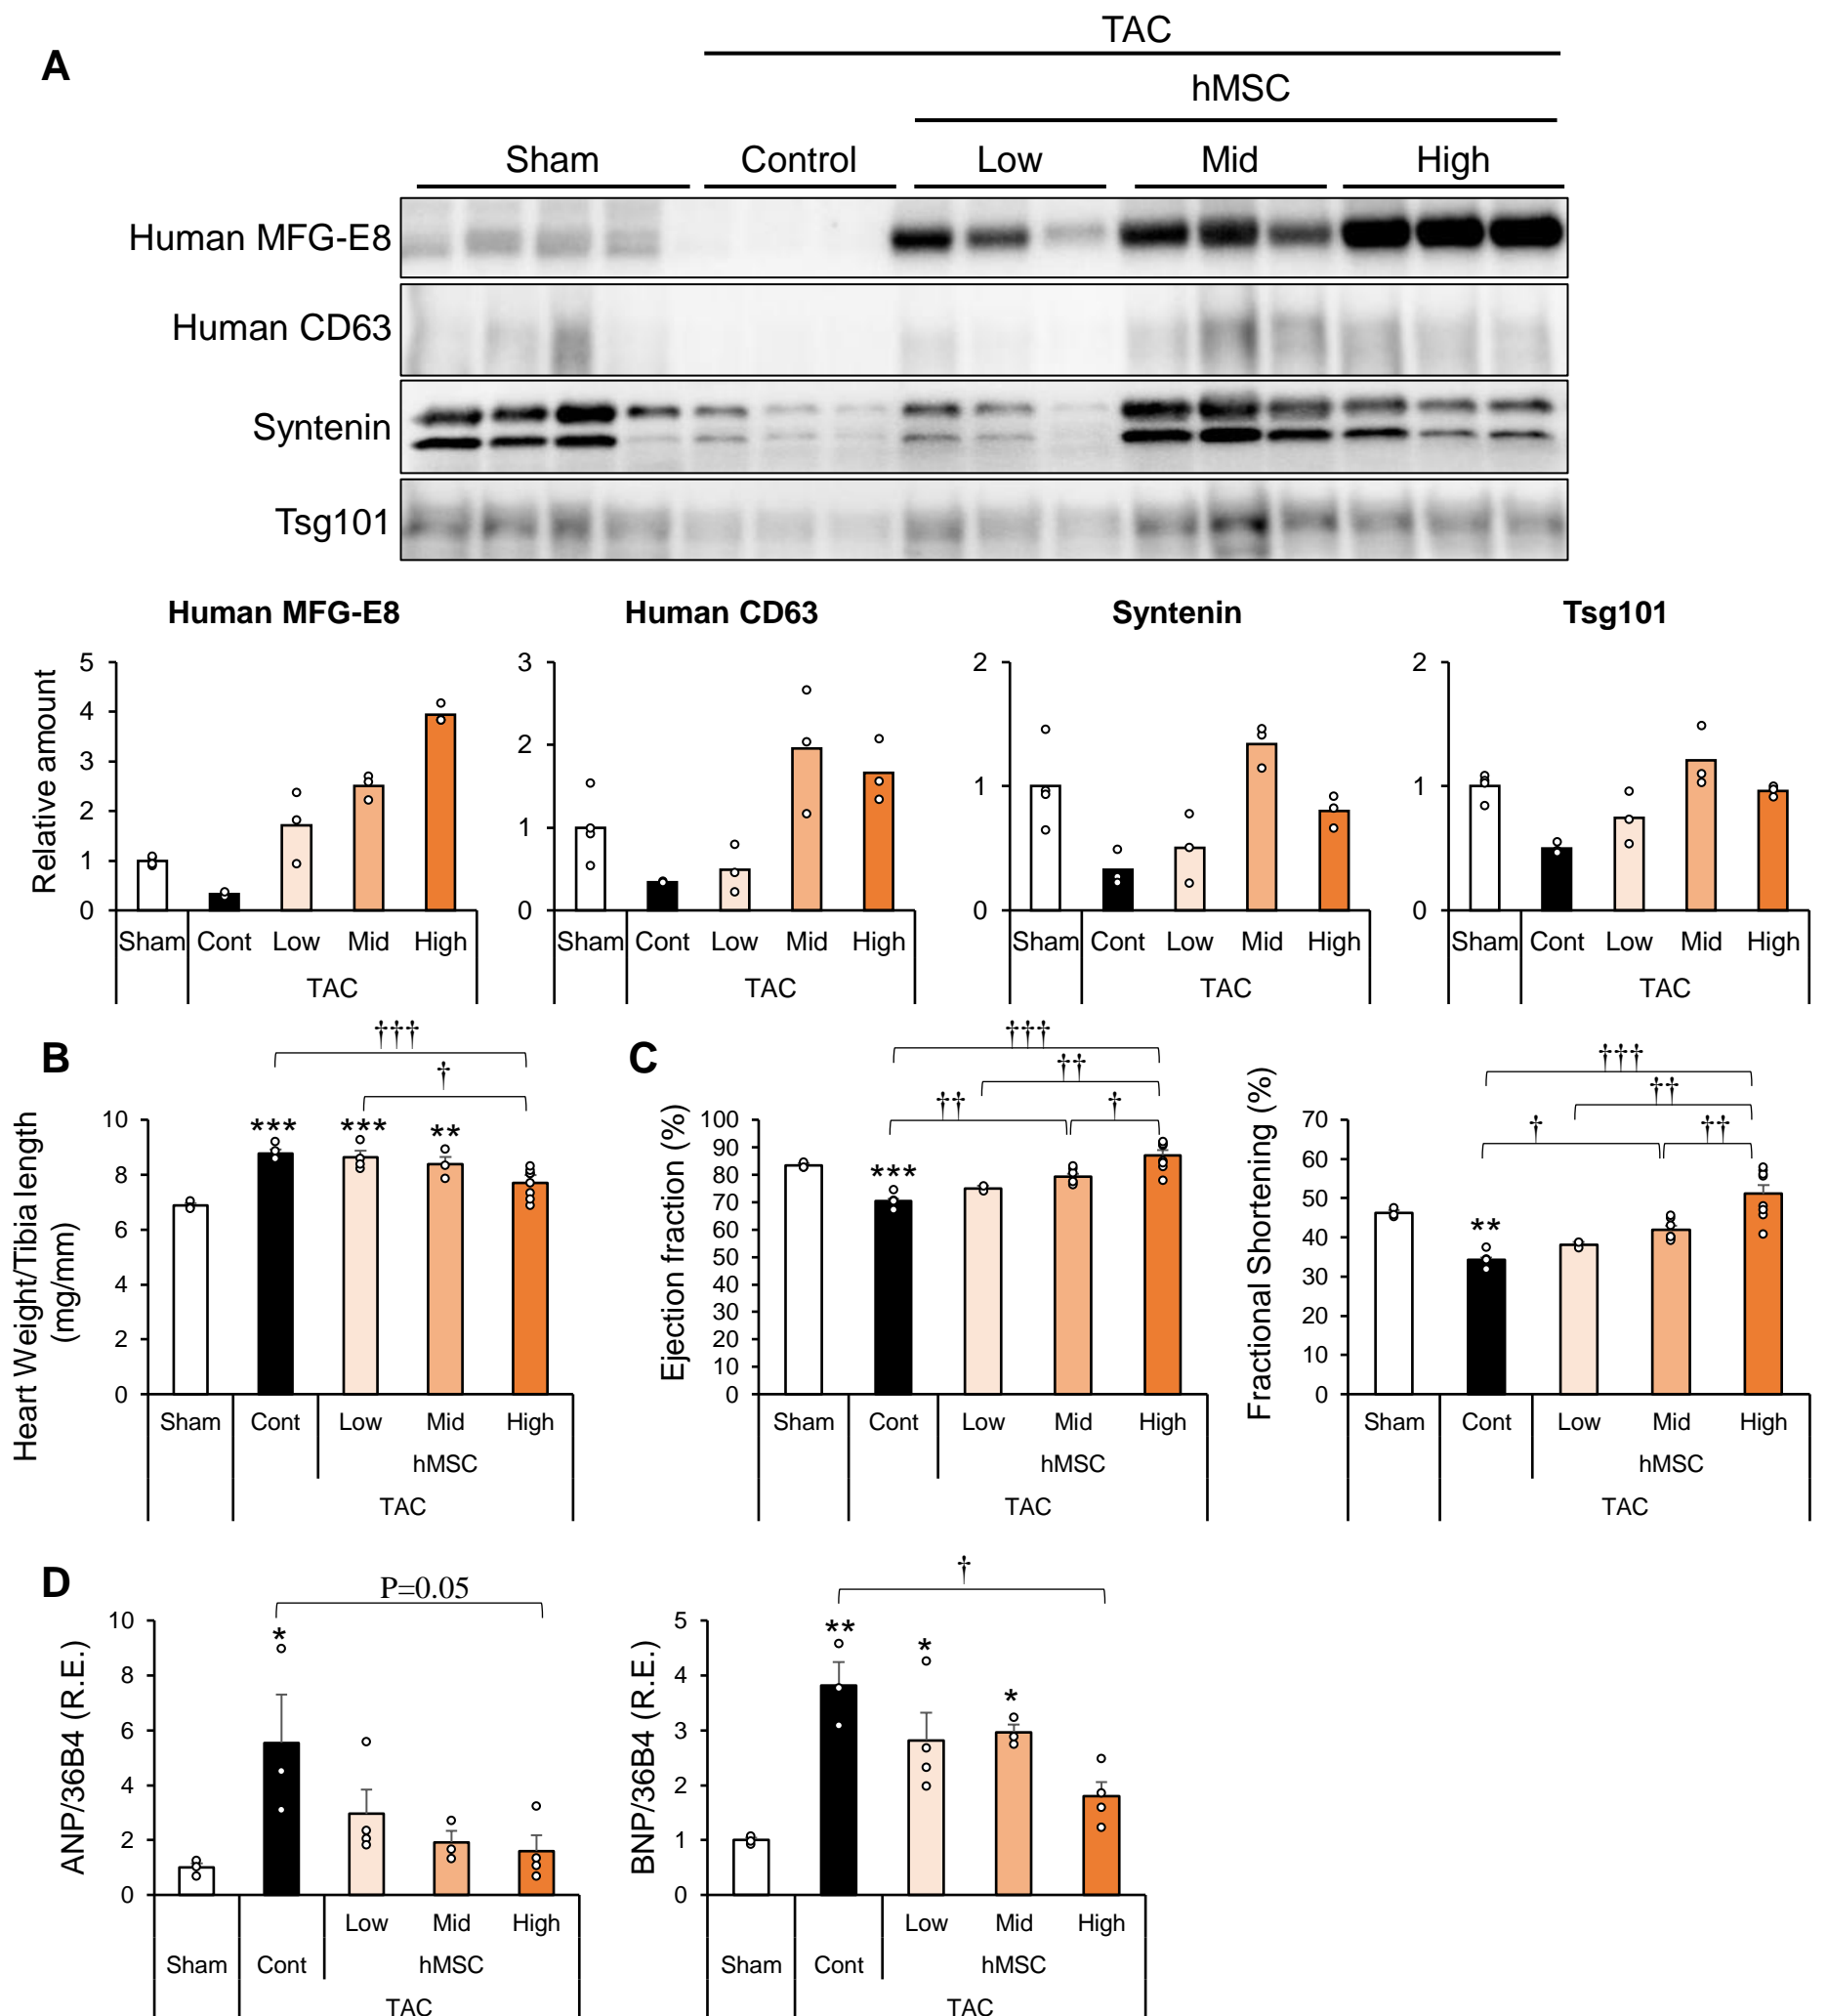 A
TAC
hMSC
Sham Control Low Mid High
Human MFG-E8
Human CD63
Syntenin
Tsg101
Human MFG-E8 Human CD63 Syntenin Tsg101
Relative amount
5
4
3
2
1
0
Sham Cont Low Mid High
TAC
3
2
1
0
Sham Cont Low Mid High
TAC
2
1
0
Sham Cont Low Mid High
TAC
2
1
0
Sham Cont Low Mid High
TAC
B
Heart Weight/Tibia length
(mg/mm)
†††
†
*** *** **
10
8
6
4
2
0
Sham Cont Low Mid High
hMSC
TAC
C
Ejection fraction (%)
†††
††
†† †
***
100
90
80
70
60
50
40
30
20
10
0
Sham Cont Low Mid High
hMSC
TAC
Fractional Shortening (%)
†††
††
† ††
**
70
60
50
40
30
20
10
0
Sham Cont Low Mid High
hMSC
TAC
D
ANP/36B4 (R.E.)
P=0.05
*
10
8
6
4
2
0
Low Mid High
Sham Cont hMSC
TAC
BNP/36B4 (R.E.)
†
** * *
5
4
3
2
1
0
Low Mid High
Sham Cont hMSC
TAC